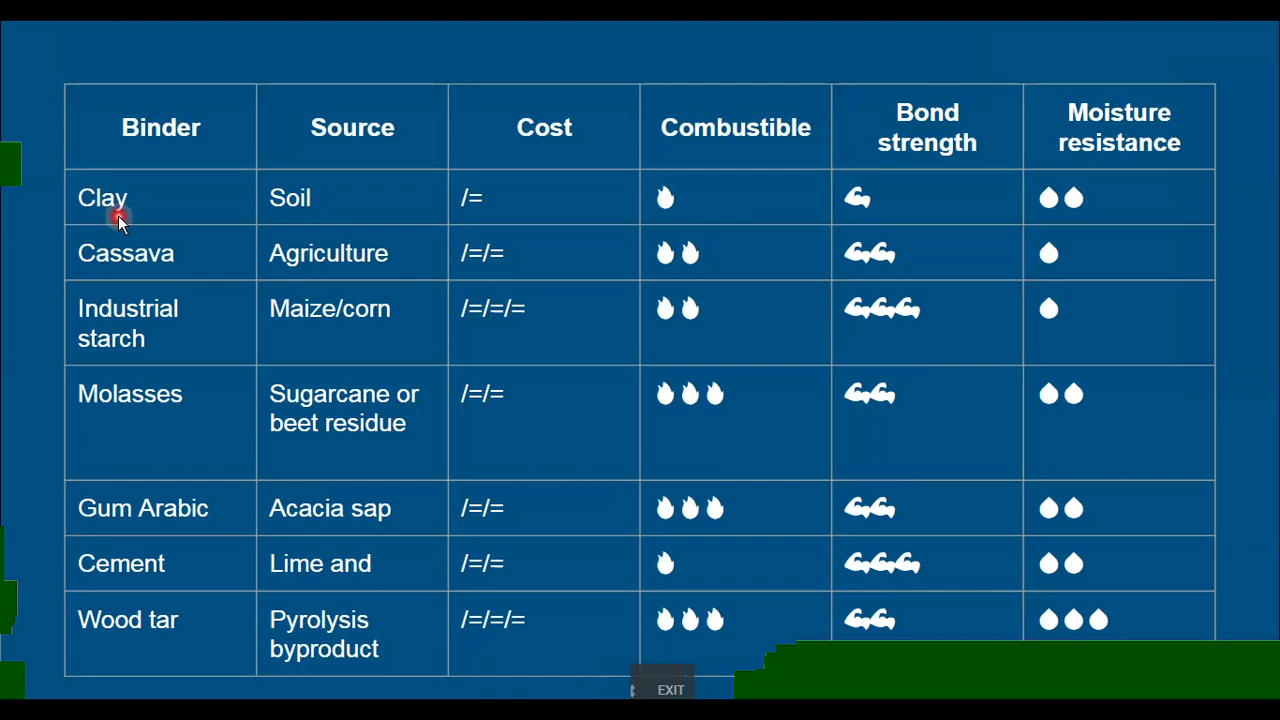 Binder Source Cost Combustible Bond strength Moisture resistance
Clay Soil /=
Cassava Agriculture /=/=
Industrial starch Maize/corn /=/=/=
Molasses Sugarcane or beet residue /=/=
Gum Arabic Acacia sap /=/=
Cement Lime and /=/=
Wood tar Pyrolysis byproduct /=/=/=
EXIT